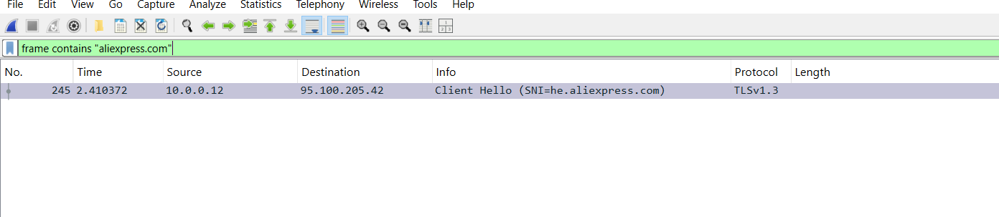 File Edit View Go Capture Analyze Statistics Telephony Wireless Tools Help
frame contains "aliexpress.com"
No. Time Source Destination Info Protocol Length
245 2.410372 10.0.0.12 95.100.205.42 Client Hello (SNI=he.aliexpress.com) TLSv1.3